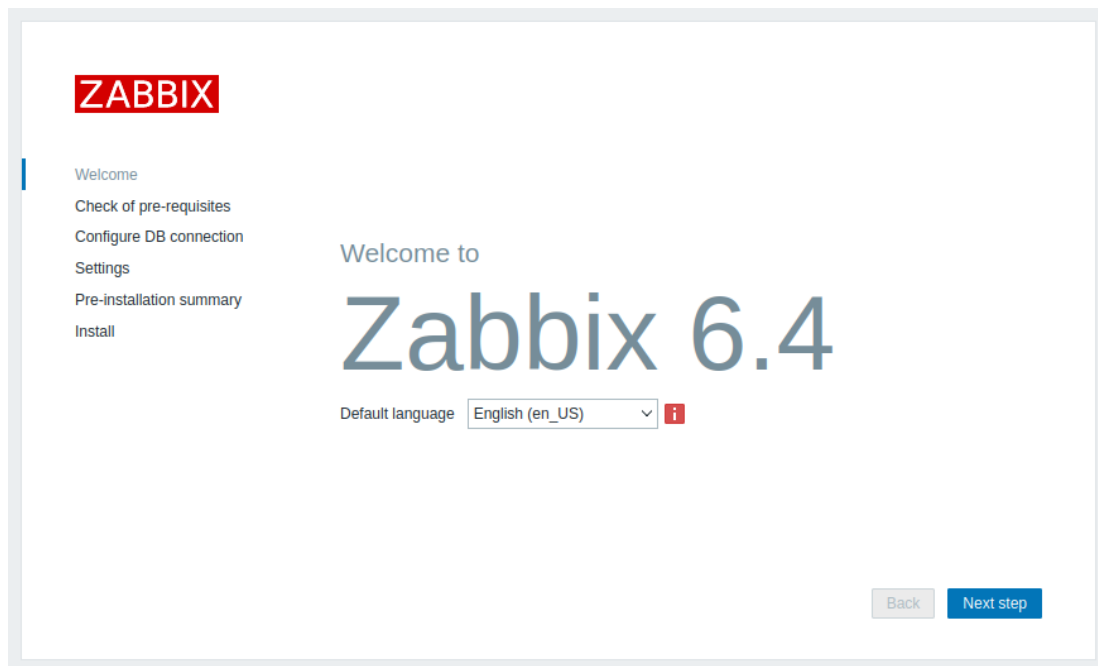 ZABBIX
Welcome
Check of pre-requisites
Configure DB connection
Settings
Pre-installation summary
Install
Welcome to
Zabbix 6.4
Default language English (en_US) i
Back Next step